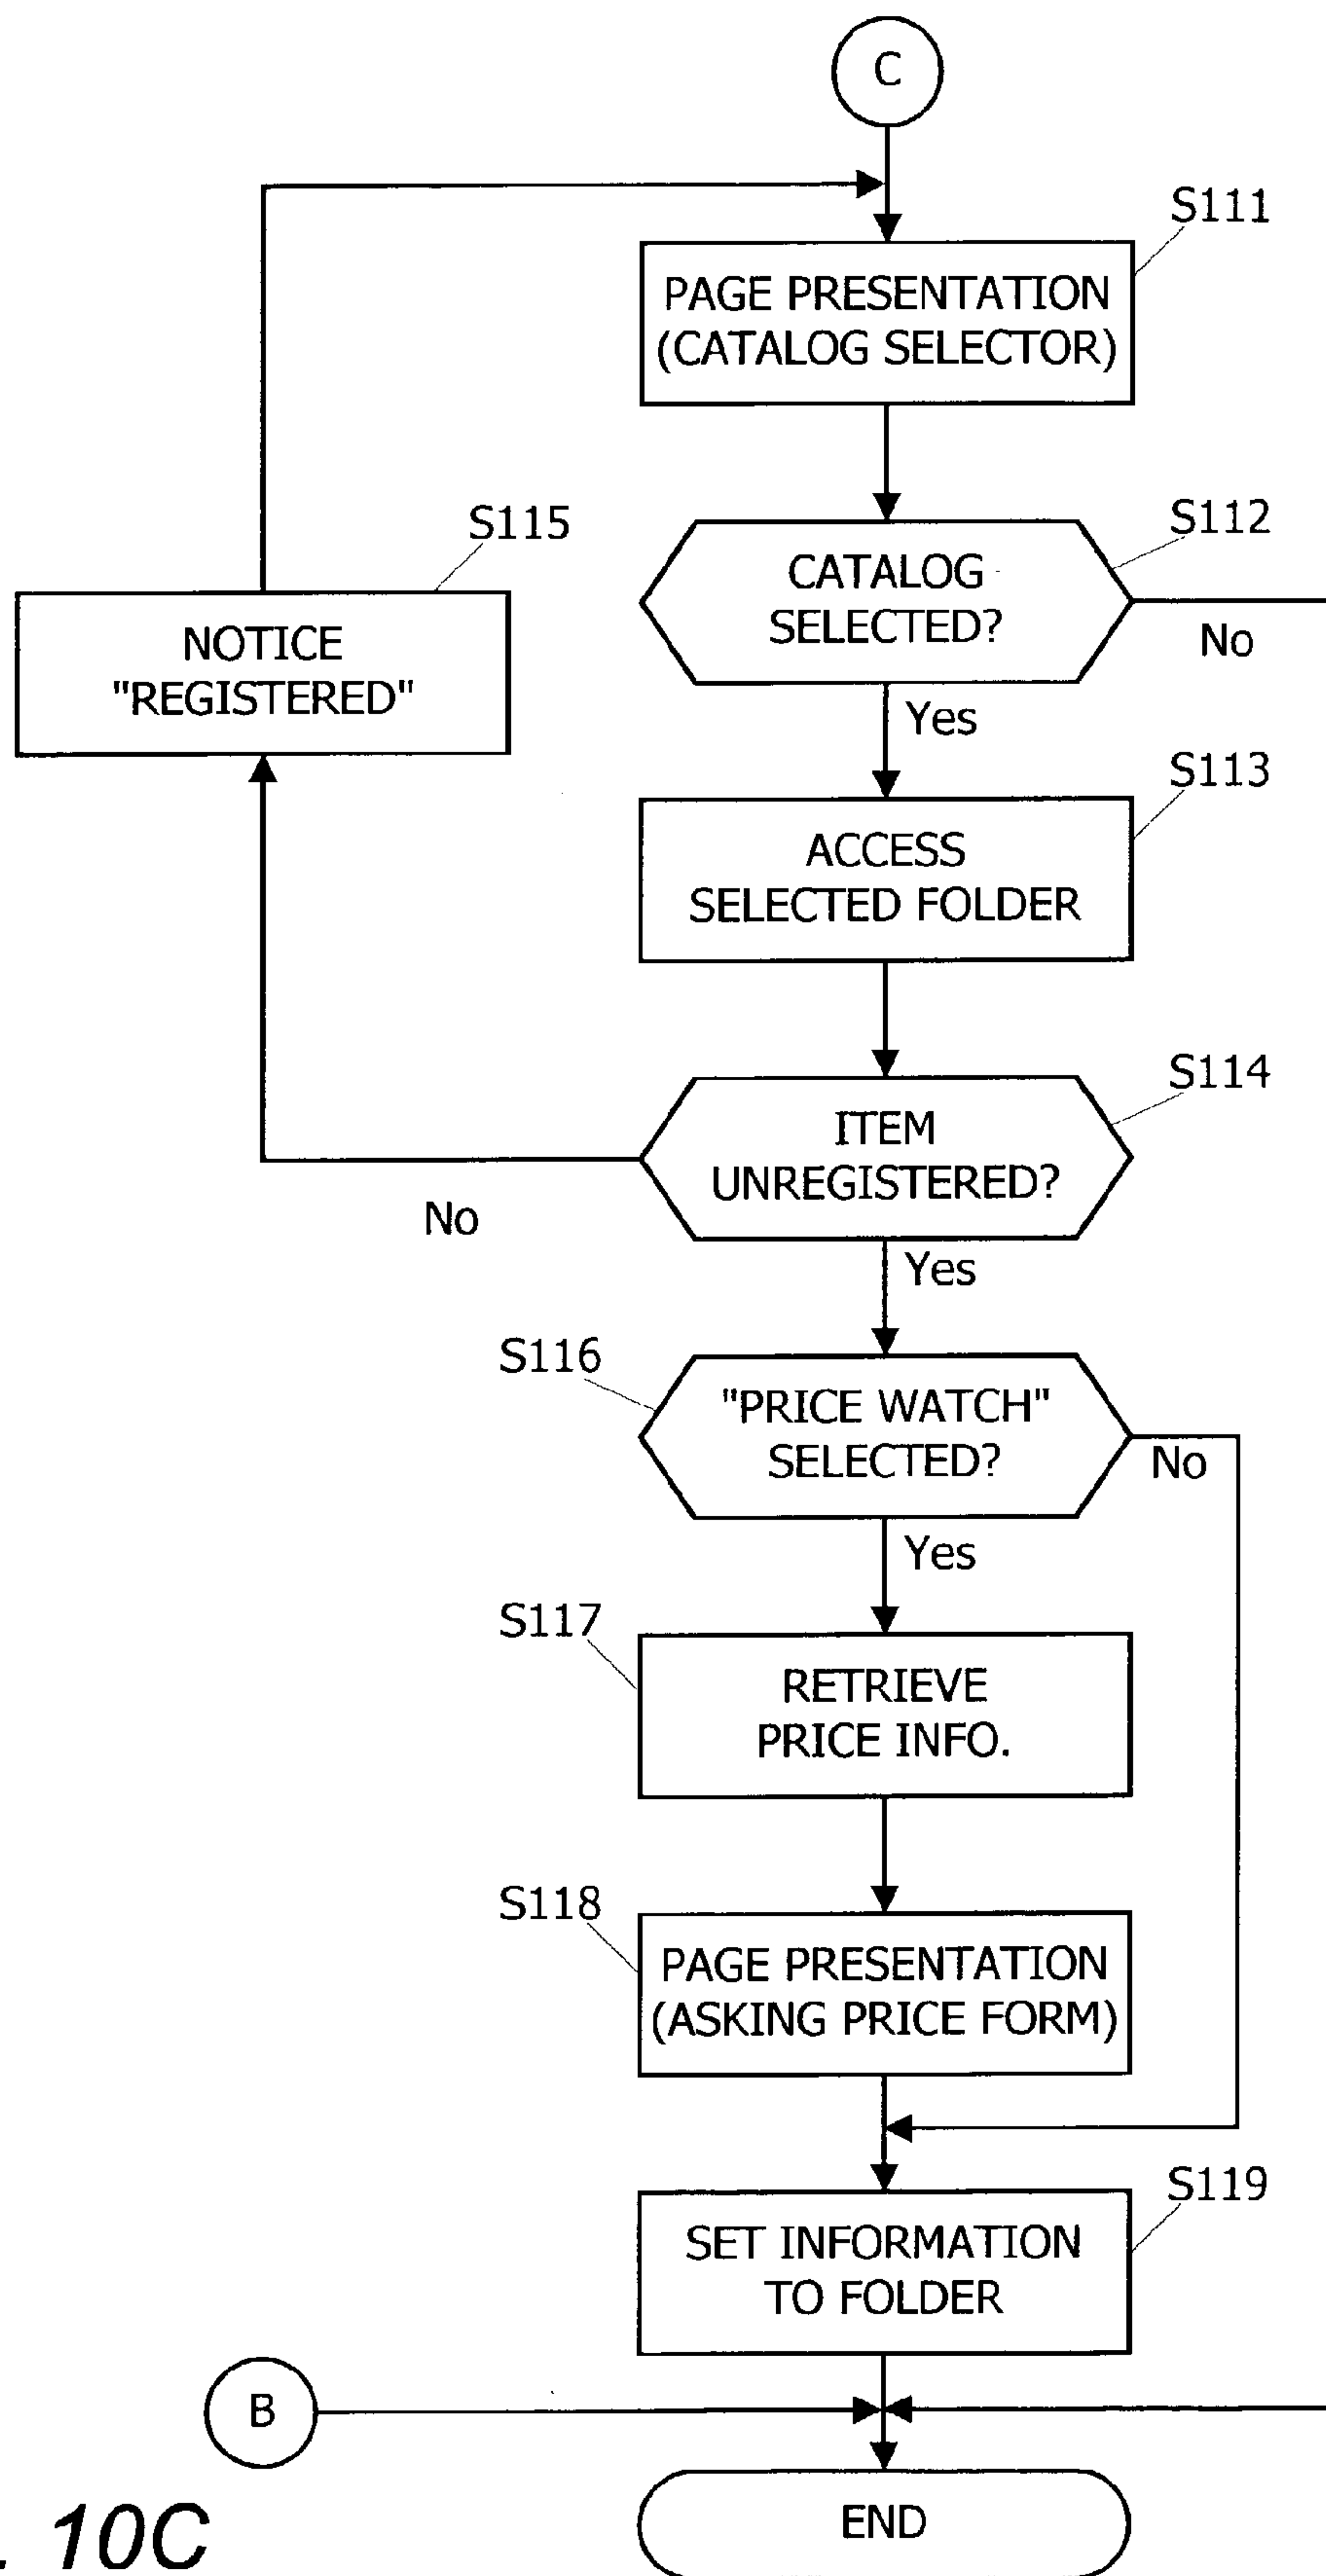 C
S111
PAGE PRESENTATION
(CATALOG SELECTOR)
S112
CATALOG
SELECTED?
No
S115
NOTICE
"REGISTERED"
Yes
S113
ACCESS
SELECTED FOLDER
S114
ITEM
UNREGISTERED?
No
Yes
S116
"PRICE WATCH"
SELECTED?
No
Yes
S117
RETRIEVE
PRICE INFO.
S118
PAGE PRESENTATION
(ASKING PRICE FORM)
S119
SET INFORMATION
TO FOLDER
B
END
. 10C